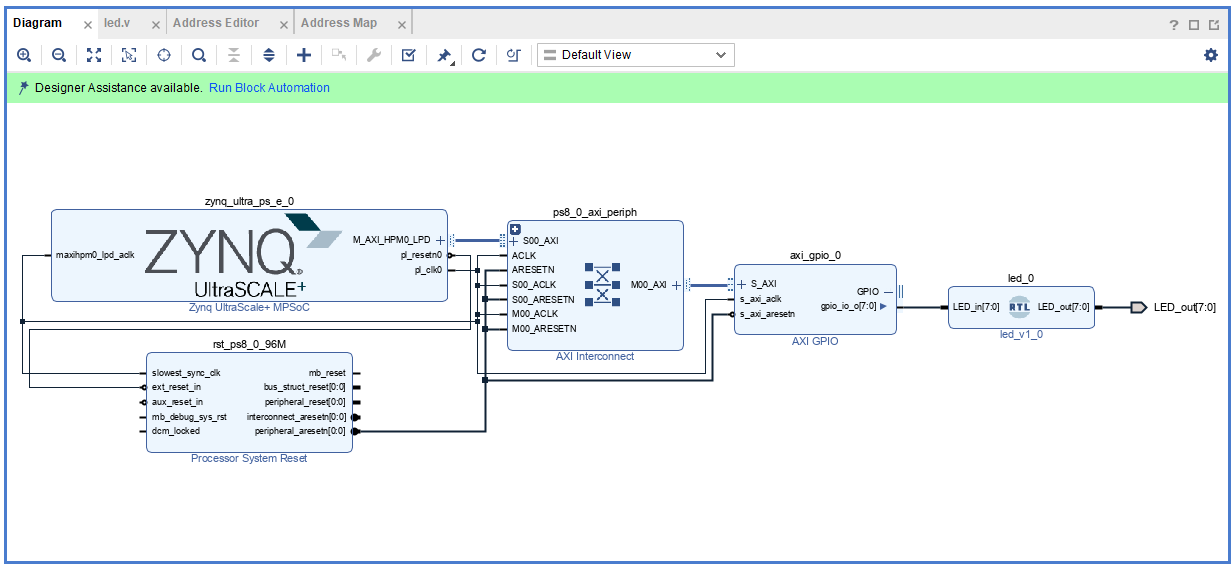 Diagram × led.v × Address Editor × Address Map ×
Default View
Designer Assistance available. Run Block Automation
zynq_ultra_ps_e_0
maxihpm0_lpd_aclk
ZYNQ
UltraSCALE+
M_AXI_HPM0_LPD
pl_resetn0
pl_clk0
Zynq UltraScale+ MPSoC
rst_ps8_0_96M
slowest_sync_clk
ext_reset_in
aux_reset_in
mb_debug_sys_rst
dcm_locked
mb_reset
bus_struct_reset[0:0]
peripheral_reset[0:0]
interconnect_aresetn[0:0]
peripheral_aresetn[0:0]
Processor System Reset
ps8_0_axi_periph
S00_AXI
ACLK
ARESETN
S00_ACLK
S00_ARESETN
M00_ACLK
M00_ARESETN
M00_AXI
AXI Interconnect
axi_gpio_0
S_AXI
s_axi_aclk
s_axi_aresetn
GPIO
gpio_io_o[7:0]
AXI GPIO
led_0
LED_in[7:0]
RTL
LED_out[7:0]
led_v1_0
LED_out[7:0]